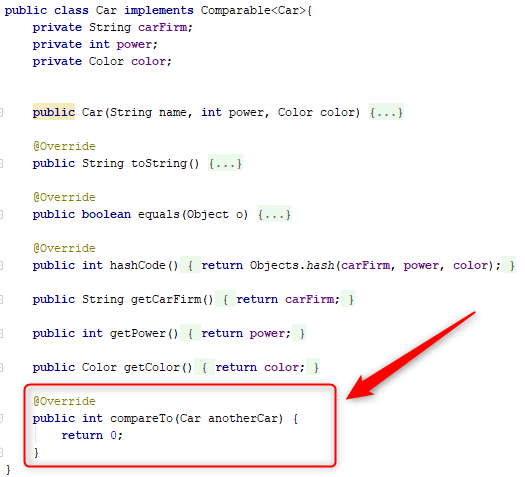 public class Car implements Comparable<Car>{
private String carFirm;
private int power;
private Color color;
public Car(String name, int power, Color color) {...}
@Override
public String toString() {...}
@Override
public boolean equals(Object o) {...}
@Override
public int hashCode() { return Objects.hash(carFirm, power, color); }
public String getCarFirm() { return carFirm; }
public int getPower() { return power; }
public Color getColor() { return color; }
@Override
public int compareTo(Car anotherCar) {
return 0;
}
}